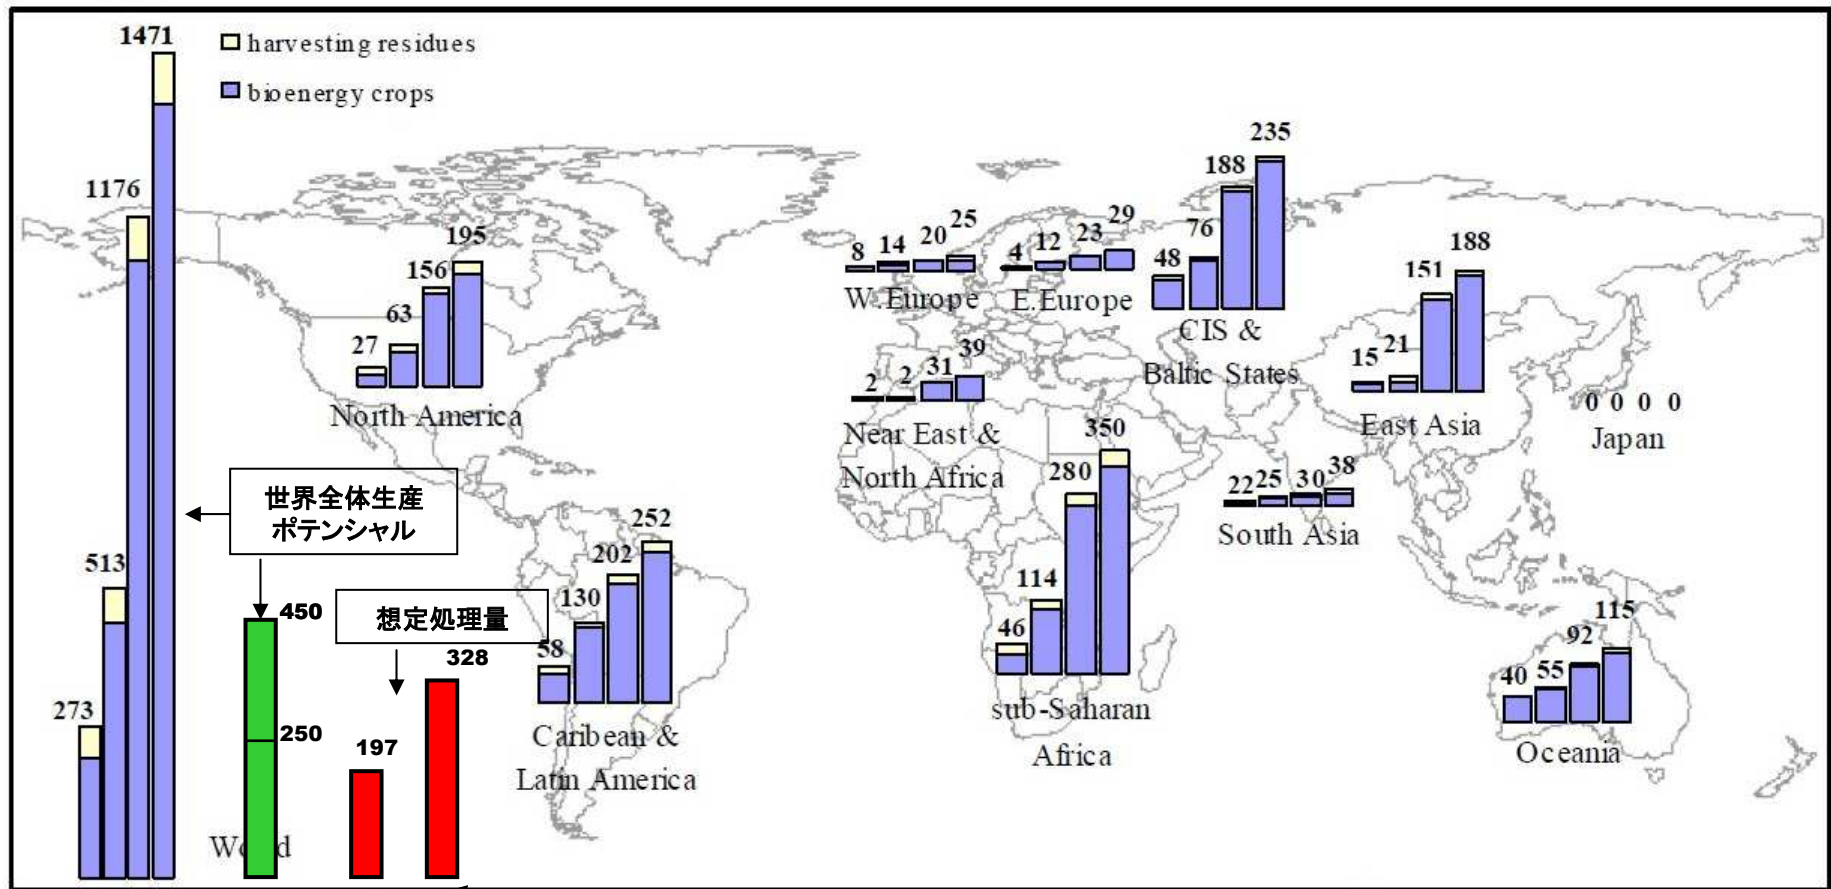 1471
harvesting residues
bioenergy crops
1176
513
273
世界全体生産
ポテンシャル
450
250
World
想定処理量
197
328
27
63
156
195
North America
58
130
202
252
Caribean &
Latin America
8
14
20
25
W.Europe
4
12
23
29
E.Europe
48
76
188
235
CIS &
Baltic States
2
2
31
39
Near East &
North Africa
46
114
280
350
sub-Saharan
Africa
15
21
151
188
East Asia
0 0 0 0
Japan
22
25
30
38
South Asia
40
55
92
115
Oceania